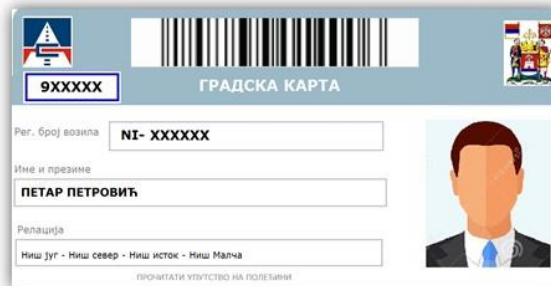 9XXXXX
ГРАДСКА КАРТА
Рег. број возила
NI- XXXXXX
Име и презиме
ПЕТАР ПЕТРОВИЋ
Релација
Ниш југ - Ниш север - Ниш исток - Ниш Малча
ПРОЧИТАТИ УПУТСТВО НА ПОЛЕЂИНИ